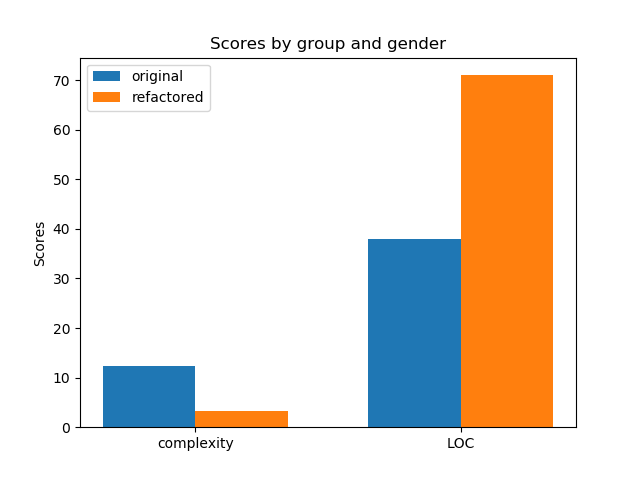 Scores by group and gender
original
refactored
Scores
70
60
50
40
30
20
10
0
complexity
LOC